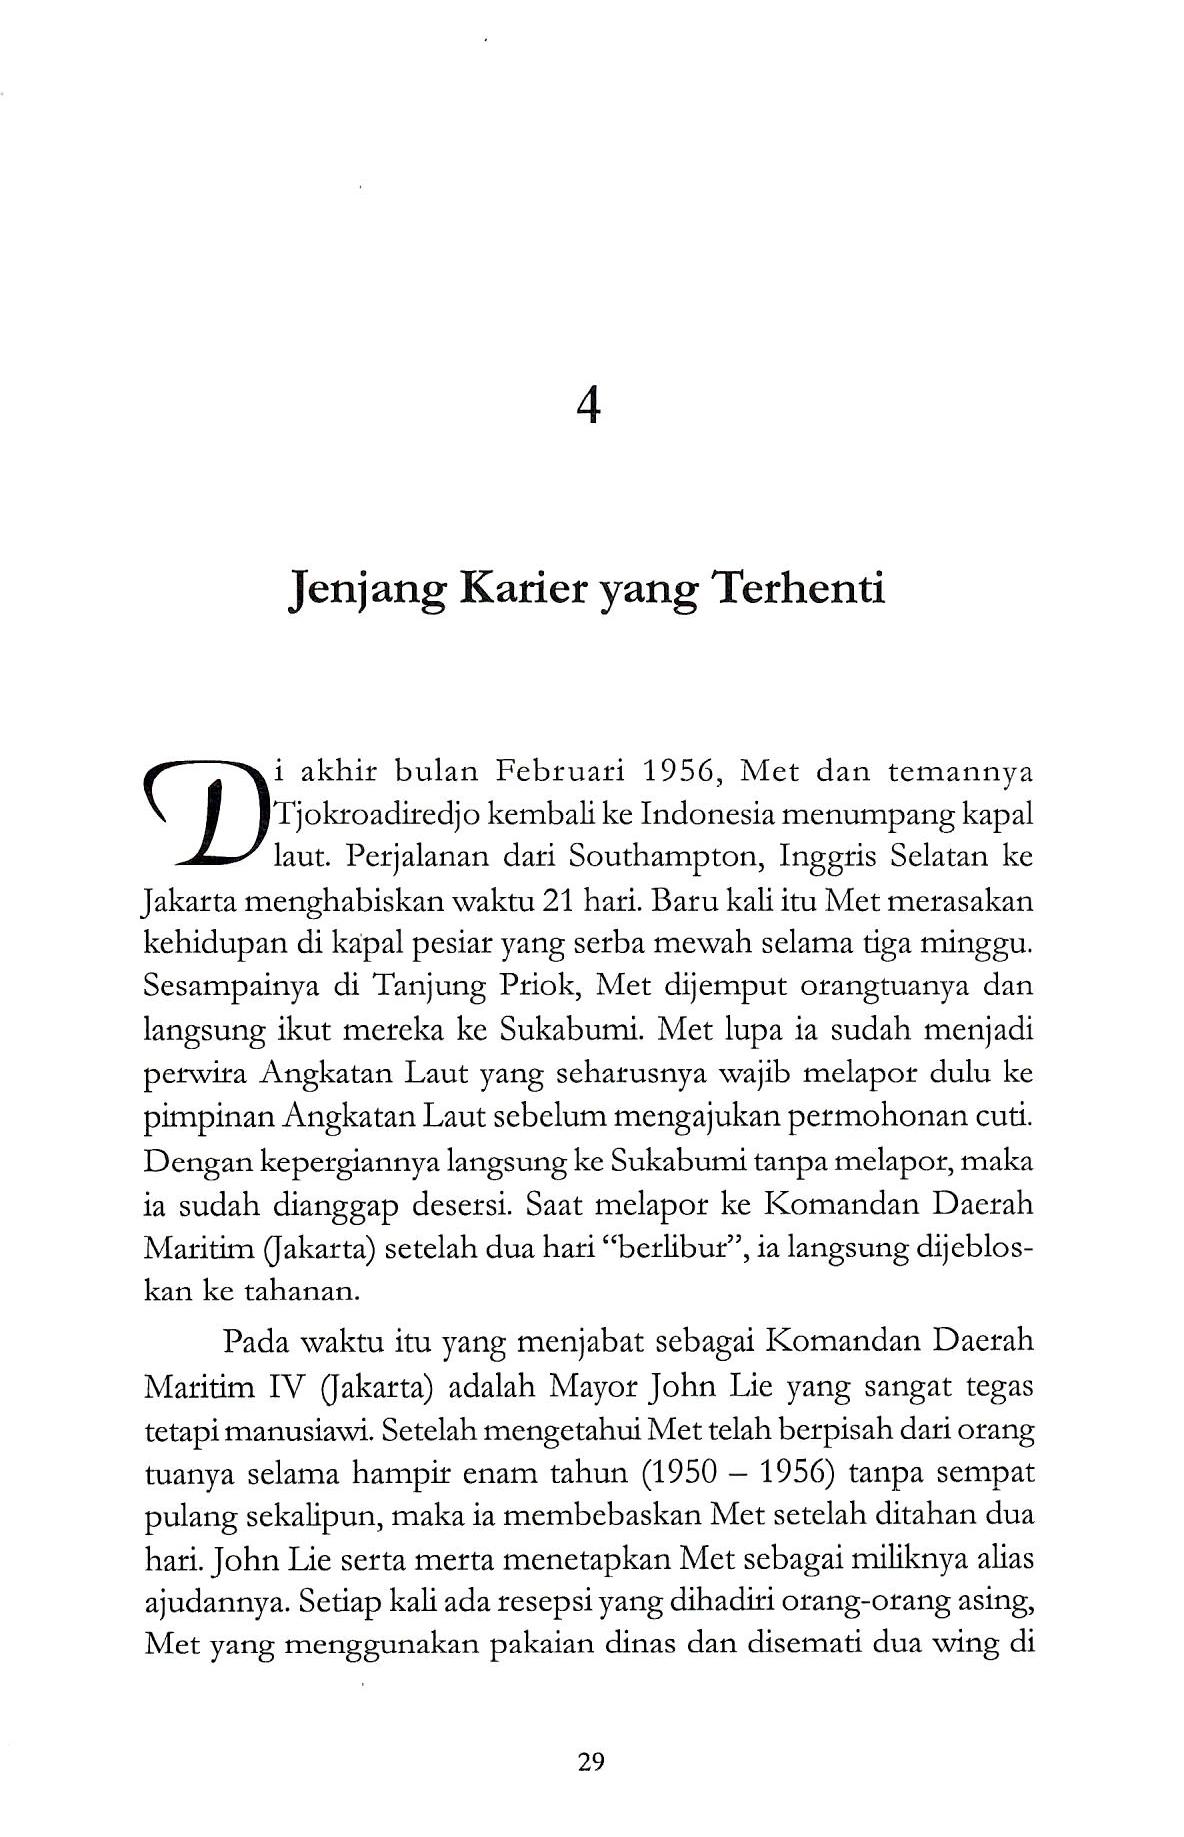 4
Jenjang Karier yang Terhenti
Di akhir bulan Februari 1956, Met dan temannya
Tjokroadiredjo kembali ke Indonesia menumpang kapal
laut. Perjalanan dari Southampton, Inggris Selatan ke
Jakarta menghabiskan waktu 21 hari. Baru kali itu Met merasakan
kehidupan di kapal pesiar yang serba mewah selama tiga minggu.
Sesampainya di Tanjung Priok, Met dijemput orangtuanya dan
langsung ikut mereka ke Sukabumi. Met lupa ia sudah menjadi
perwira Angkatan Laut yang seharusnya wajib melapor dulu ke
pimpinan Angkatan Laut sebelum mengajukan permohonan cuti.
Dengan kepergiannya langsung ke Sukabumi tanpa melapor, maka
ia sudah dianggap desersi. Saat melapor ke Komandan Daerah
Maritim (Jakarta) setelah dua hari “berlibur”, ia langsung dijeblos-
kan ke tahanan.
Pada waktu itu yang menjabat sebagai Komandan Daerah
Maritim IV (Jakarta) adalah Mayor John Lie yang sangat tegas
tetapi manusiawi. Setelah mengetahui Met telah berpisah dari orang
tuanya selama hampir enam tahun (1950 – 1956) tanpa sempat
pulang sekalipun, maka ia membebaskan Met setelah ditahan dua
hari. John Lie serta merta menetapkan Met sebagai miliknya alias
ajudannya. Setiap kali ada resepsi yang dihadiri orang-orang asing,
Met yang menggunakan pakaian dinas dan disemati dua wing di
29